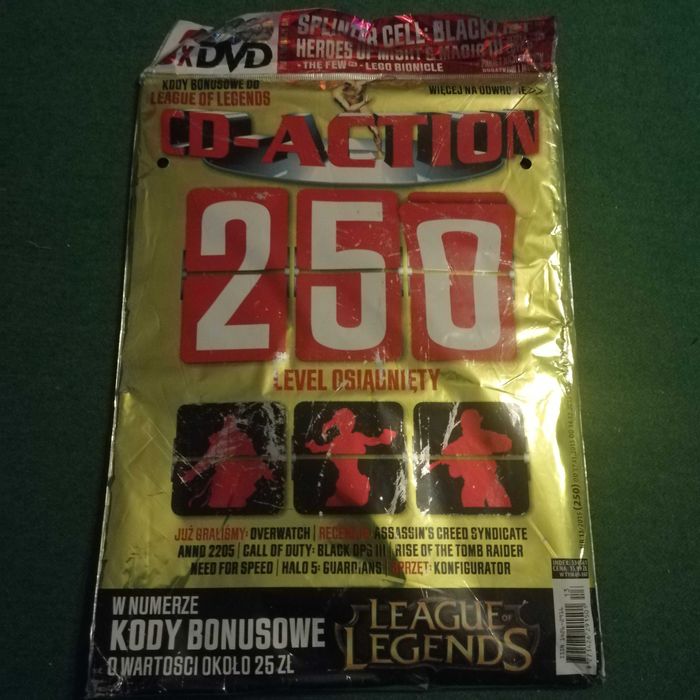 xDVD
SPLINTER CELL: BLACKLIST
HEROES OF MIGHT & MAGIC III
-THE FEW - LEGO BIONICLE
KODY BONUSOWE DO
LEAGUE OF LEGENDS
WIĘCEJ NA ODWROCIE >>
CD-ACTION
250
LEVEL OSIĄGNIĘTY
JUŻ GRALIŚMY: OVERWATCH | RECENZJE: ASSASSIN'S CREED SYNDICATE
ANNO 2205 | CALL OF DUTY: BLACK OPS III | RISE OF THE TOMB RAIDER
NEED FOR SPEED | HALO 5: GUARDIANS | SPRZĘT: KONFIGURATOR
W NUMERZE
KODY BONUSOWE
O WARTOŚCI OKOŁO 25 ZŁ
LEAGUE OF
LEGENDS
(250)
13